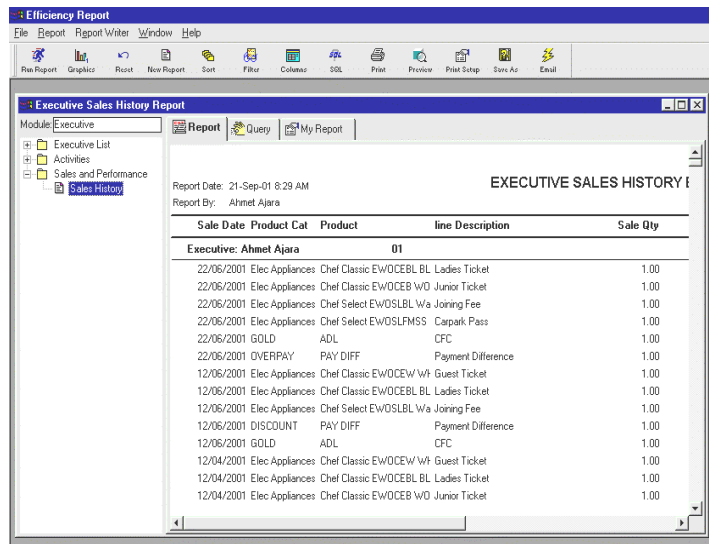 Efficiency Report
File Report Report Writer Window Help
Run Report Graphics Reset New Report Sort Filter Columns SQL Print Preview Print Setup Save As Email
Executive Sales History Report
Module: Executive
Report Query My Report
Executive List
Activities
Sales and Performance
Sales History
EXECUTIVE SALES HISTORY
Report Date: 21-Sep-01 8:29 AM
Report By: Ahmet Ajara
Sale Date Product Cat Product line Description Sale Qty
Executive: Ahmet Ajara 01
22/06/2001 Elec Appliances Chef Classic EWOCEBL BL Ladies Ticket 1.00
22/06/2001 Elec Appliances Chef Classic EWOCEB WO Junior Ticket 1.00
22/06/2001 Elec Appliances Chef Select EWOSLBL Wa Joining Fee 1.00
22/06/2001 Elec Appliances Chef Select EWOSLFMSS Carpark Pass 1.00
22/06/2001 GOLD ADL CFC 1.00
22/06/2001 OVERPAY PAY DIFF Payment Difference 1.00
12/06/2001 Elec Appliances Chef Classic EWOCEW WH Guest Ticket 1.00
12/06/2001 Elec Appliances Chef Classic EWOCEBL BL Ladies Ticket 1.00
12/06/2001 Elec Appliances Chef Select EWOSLBL Wa Joining Fee 1.00
12/06/2001 DISCOUNT PAY DIFF Payment Difference 1.00
12/06/2001 GOLD ADL CFC 1.00
12/04/2001 Elec Appliances Chef Classic EWOCEW WH Guest Ticket 1.00
12/04/2001 Elec Appliances Chef Classic EWOCEBL BL Ladies Ticket 1.00
12/04/2001 Elec Appliances Chef Classic EWOCEB WO Junior Ticket 1.00